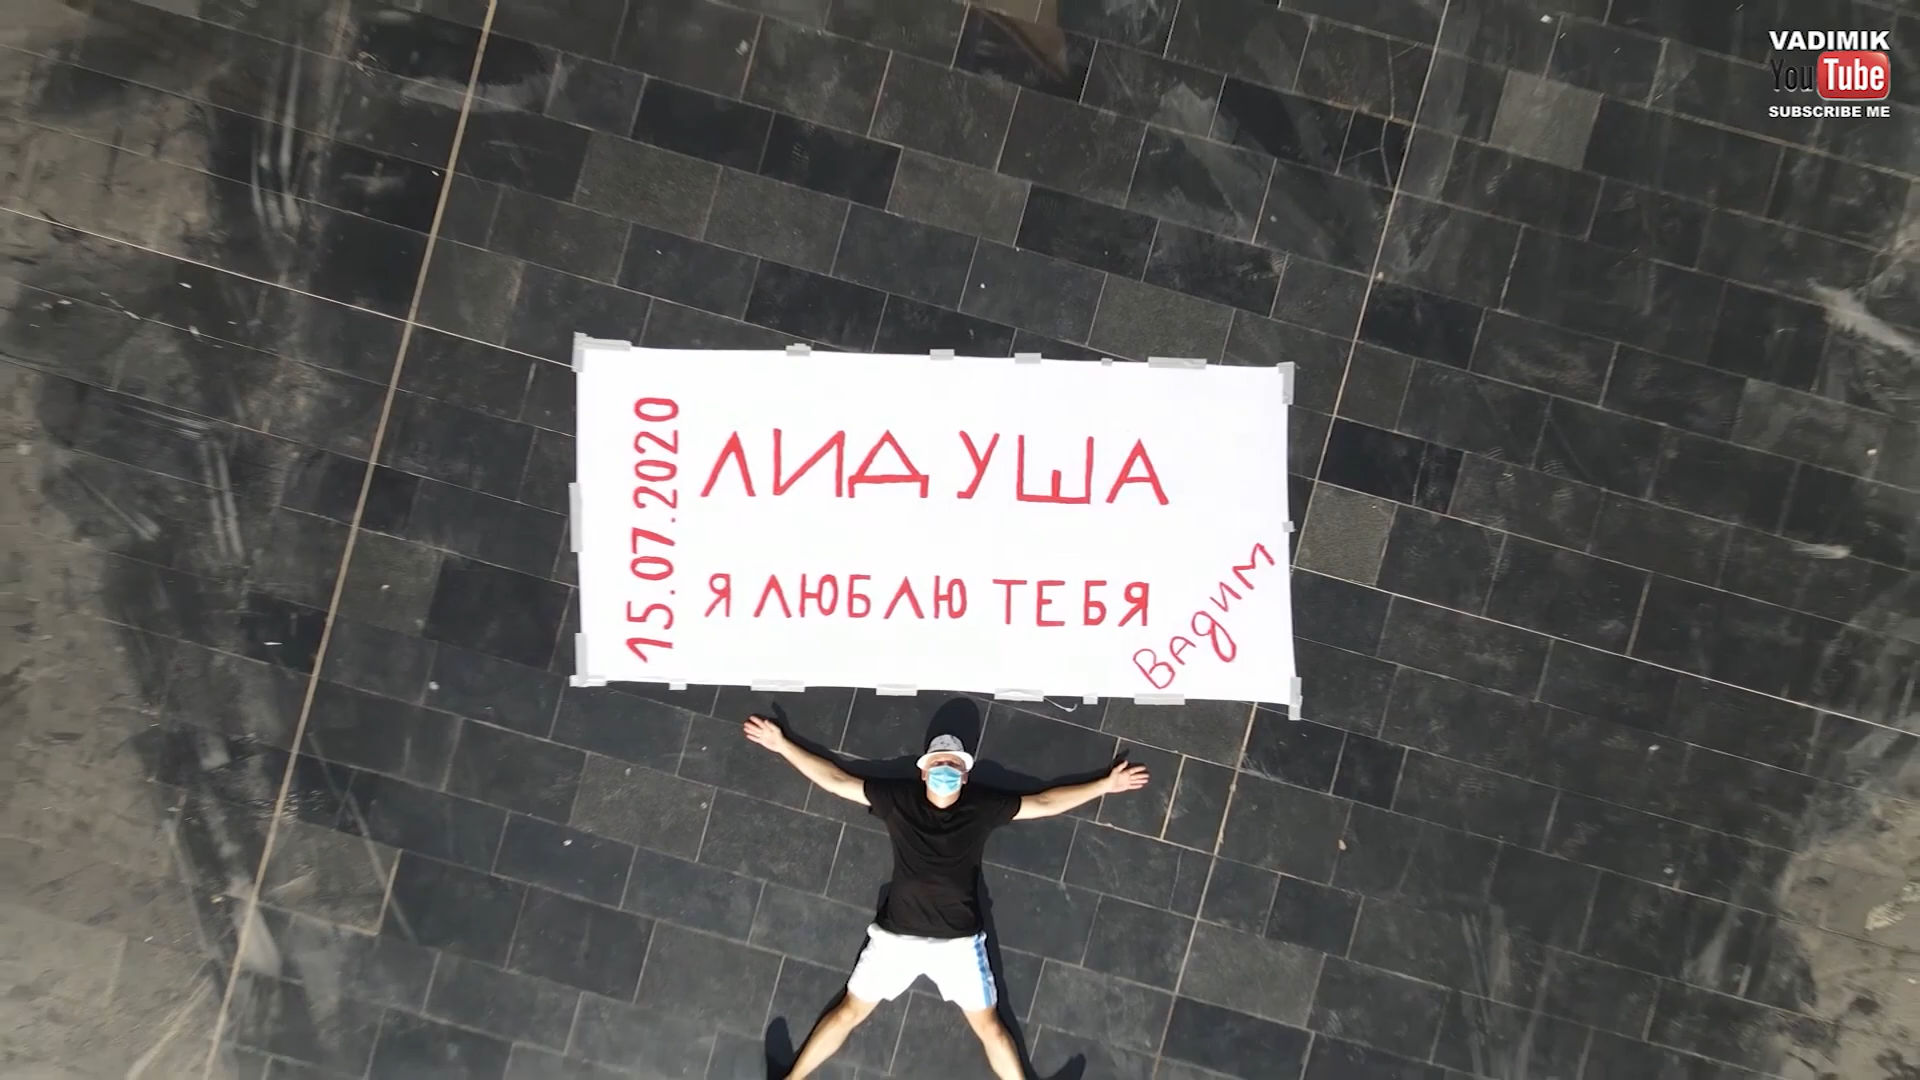 VADIMIK
YouTube
SUBSCRIBE ME
15.07.2020
ЛИДУША
Я ЛЮБЛЮ ТЕБЯ
Вадим